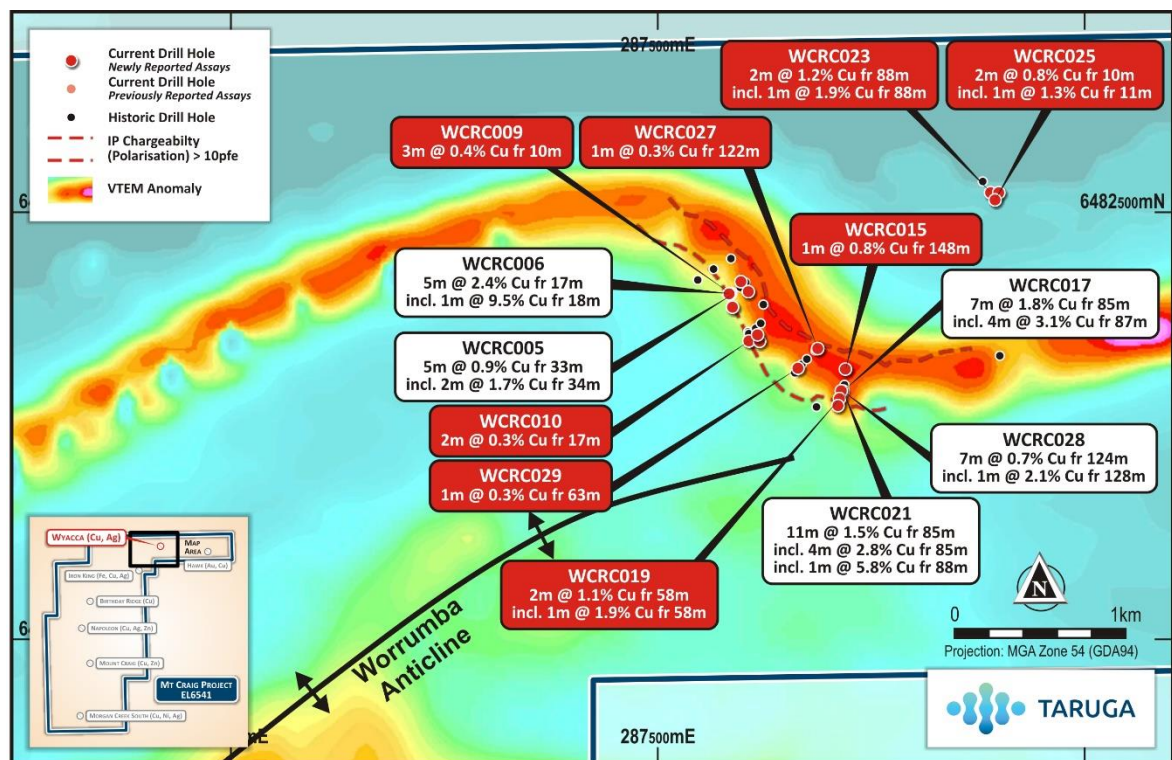 Current Drill Hole
Newly Reported Assays
Current Drill Hole
Previously Reported Assays
Historic Drill Hole
IP Chargeabilty
(Polarisation) > 10pfe
VTEM Anomaly
287500mE
WCRC023
2m @ 1.2% Cu fr 88m
incl. 1m @ 1.9% Cu fr 88m
WCRC025
2m @ 0.8% Cu fr 10m
incl. 1m @ 1.3% Cu fr 11m
WCRC009
3m @ 0.4% Cu fr 10m
WCRC027
1m @ 0.3% Cu fr 122m
6482500mN
WCRC015
1m @ 0.8% Cu fr 148m
WCRC006
5m @ 2.4% Cu fr 17m
incl. 1m @ 9.5% Cu fr 18m
WCRC017
7m @ 1.8% Cu fr 85m
incl. 4m @ 3.1% Cu fr 87m
WCRC005
5m @ 0.9% Cu fr 33m
incl. 2m @ 1.7% Cu fr 34m
WCRC010
2m @ 0.3% Cu fr 17m
WCRC029
1m @ 0.3% Cu fr 63m
WCRC028
7m @ 0.7% Cu fr 124m
incl. 1m @ 2.1% Cu fr 128m
WCRC021
11m @ 1.5% Cu fr 85m
incl. 4m @ 2.8% Cu fr 85m
incl. 1m @ 5.8% Cu fr 88m
WCRC019
2m @ 1.1% Cu fr 58m
incl. 1m @ 1.9% Cu fr 58m
Worrumba
Anticline
N
0 1km
Projection: MGA Zone 54 (GDA94)
TARUGA
WYACCA (Cu, Ag)
MAP
AREA
HAWK (Au, Cu)
IRON KING (Fe, Cu, Ag)
BIRTHDAY RIDGE (Cu)
NAPOLEON (Cu, Ag, Zn)
MOUNT CRAIG (Cu, Zn)
MT CRAIG PROJECT
EL6541
MORGAN CREEK SOUTH (Cu, Ni, Ag)
mE
287500mE